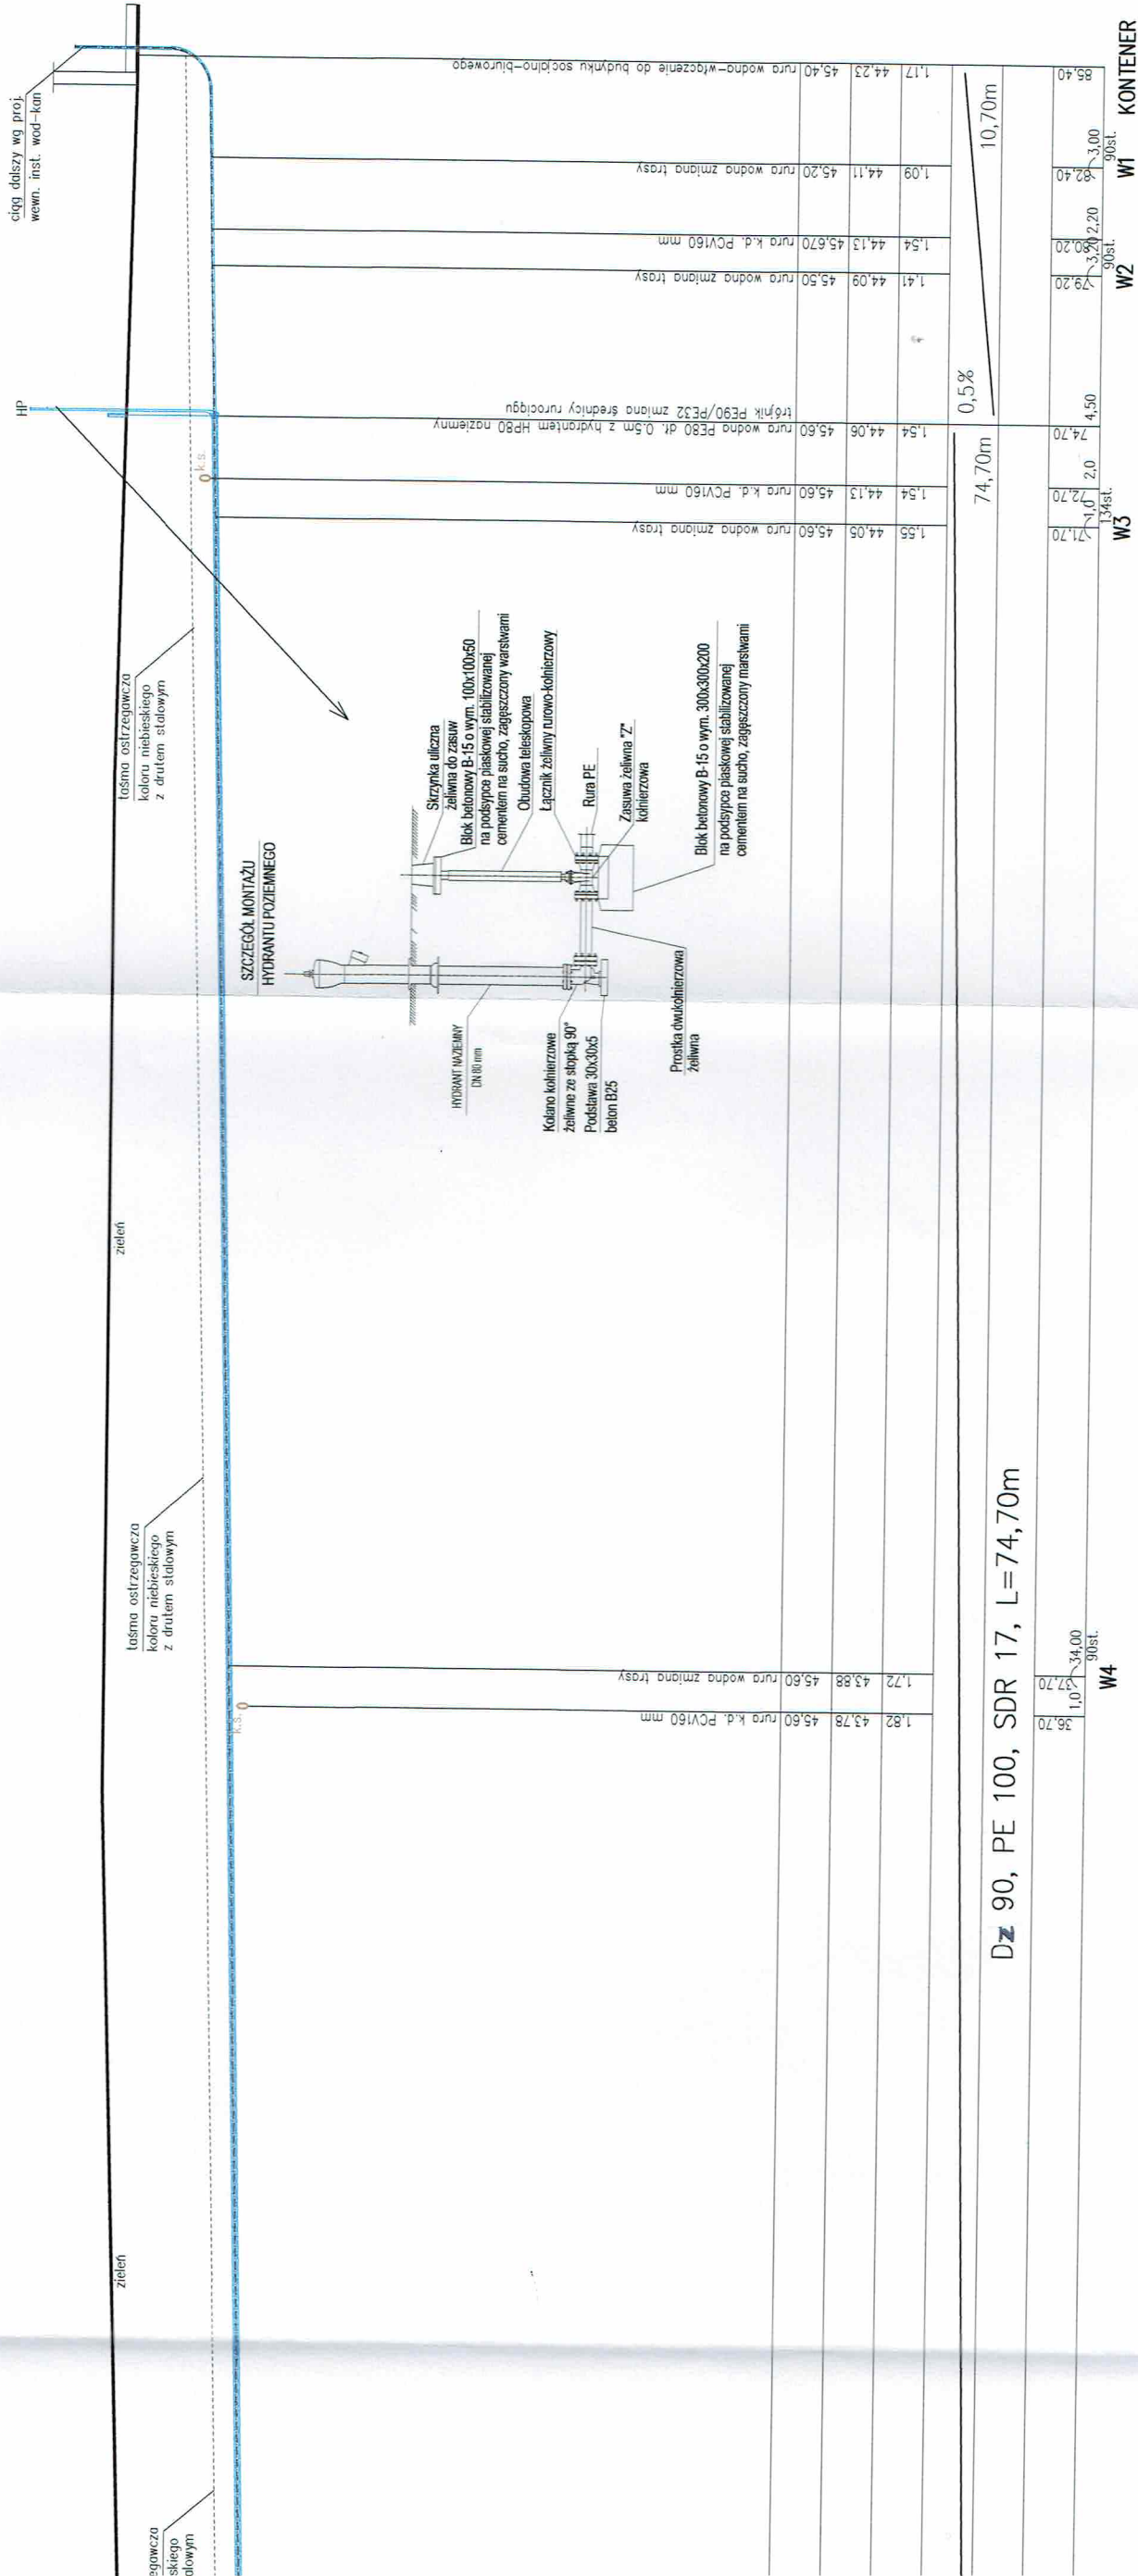 ciąg dalszy wg proj.
wewn. inst. wod-kan
HP
k.s.
taśma ostrzegawcza
koloru niebieskiego
z drutem stalowym
zieleń
taśma ostrzegawcza
koloru niebieskiego
z drutem stalowym
k.s.
zieleń
egawcza
skiego
alowym
SZCZEGÓŁ MONTAŻU
HYDRANTU POZIEMNEGO
Skrzynka uliczna
żeliwna do zasuw
Blok betonowy B-15 o wym. 100x100x50
na podsypce piaskowej stabilizowanej
cementem na sucho, zagęszczony warstwami
Obudowa teleskopowa
Łącznik żeliwny rurowo-kołnierzowy
Rura PE
Zasuwa żeliwna "Z"
kołnierzowa
Blok betonowy B-15 o wym. 300x300x200
na podsypce piaskowej stabilizowanej
cementem na sucho, zagęszczony marstwami
HYDRANT NAZIEMNY
DN 80 mm
Kolano kołnierzowe
żeliwne ze stopką 90°
Podstawa 30x30x5
beton B25
Prostka dwukołnierzowa
żeliwna
rura wodna-włączenie do budynku socjalno-biurowego
45,40
44,23
1,17
85,40
KONTENER
10,70m
3,00
rura wodna zmiana trasy
45,20
44,11
1,09
82,40
90st.
W1
2,20
rura k.d. PCV160 mm
45,670
44,13
1,54
80,20
3,20
rura wodna zmiana trasy
45,50
44,09
1,41
79,20
90st.
W2
0,5%
4,50
trójnik PE90/PE32 zmiana średnicy rurociągu
rura wodna PE80 dł. 0.5m z hydrantem HP80 naziemny
45,60
44,06
1,54
74,70
74,70m
2,0
rura k.d. PCV160 mm
45,60
44,13
1,54
72,70
1,0
rura wodna zmiana trasy
45,60
44,05
1,55
71,70
134st.
W3
34,00
rura wodna zmiana trasy
45,60
43,88
1,72
37,70
90st.
W4
1,0
rura k.d. PCV160 mm
45,60
43,78
1,82
36,70
Dz 90, PE 100, SDR 17, L=74,70m